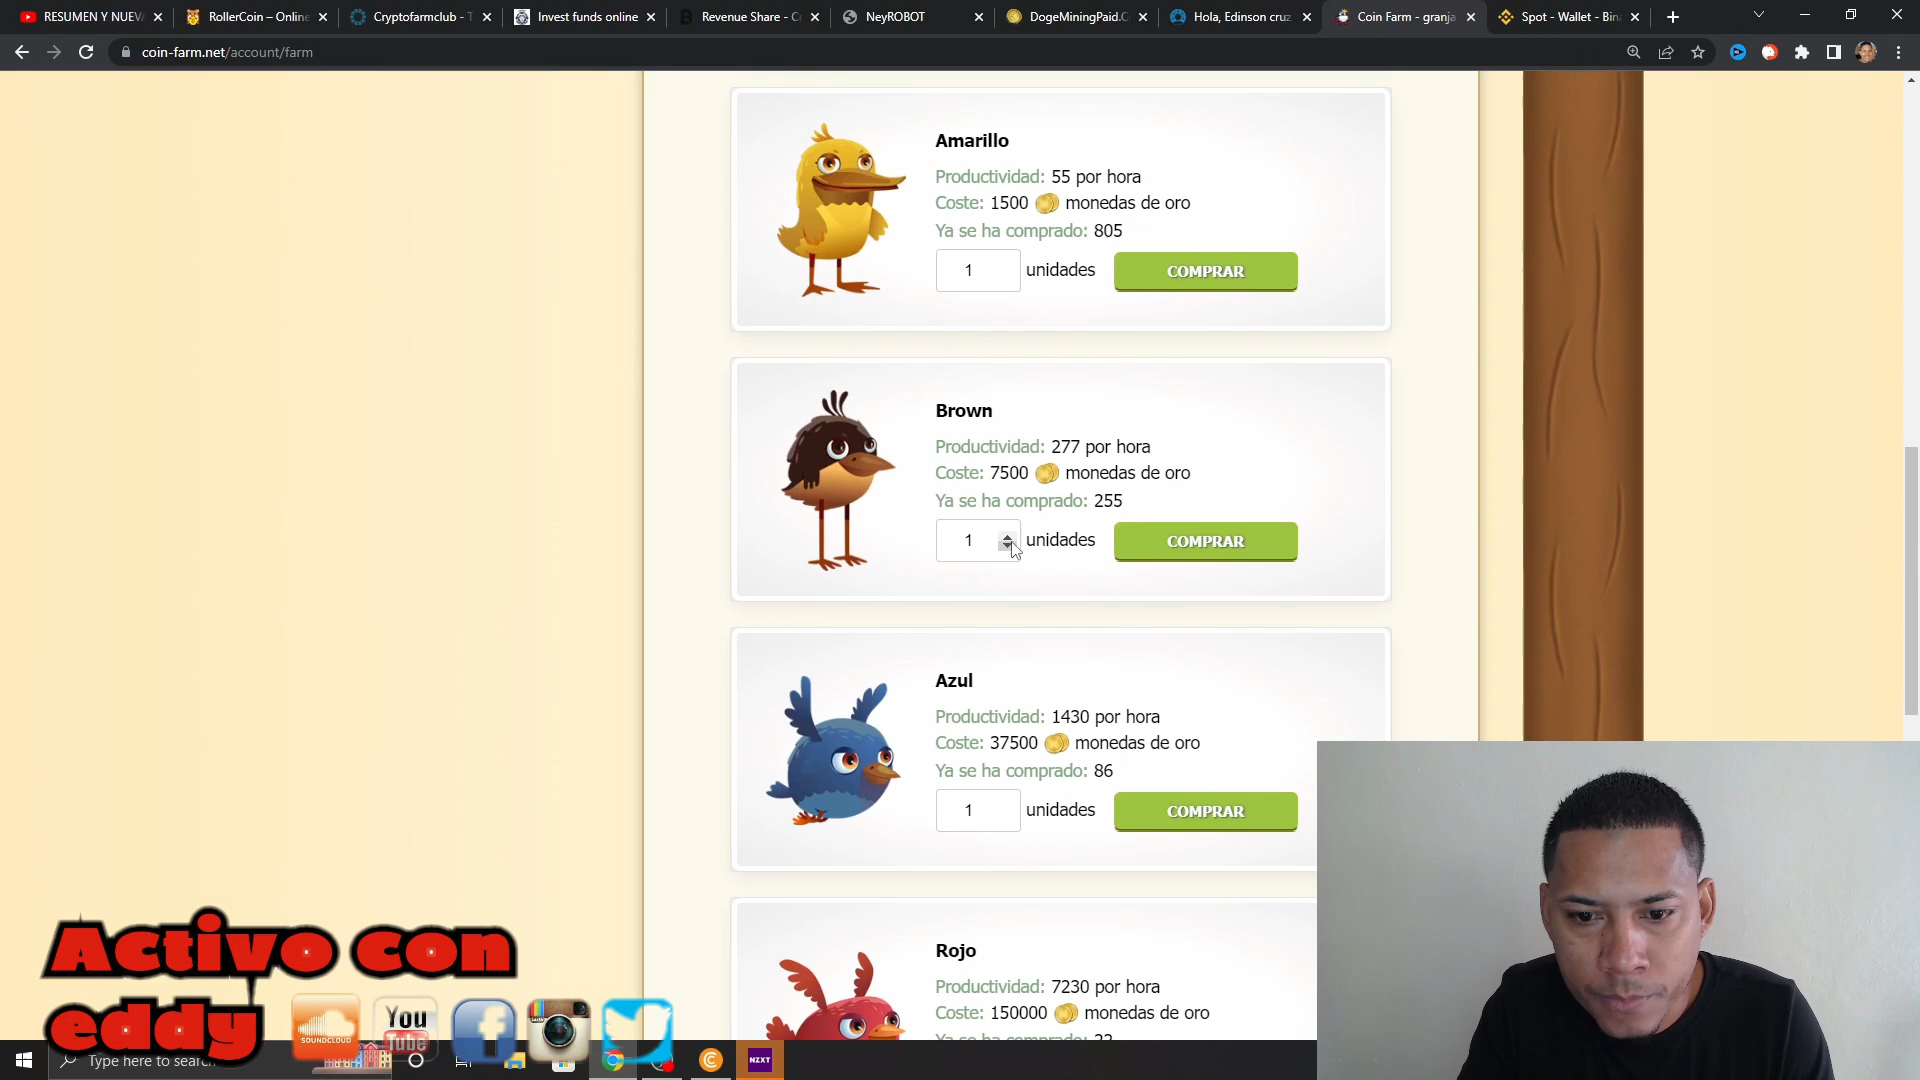 RESUMEN Y NUEVA
RollerCoin – Online
Cryptofarmclub - T
Invest funds online
Revenue Share - C
NeyROBOT
DogeMiningPaid.C
Hola, Edinson cruz
Coin Farm - granja
Spot - Wallet - Bin
coin-farm.net/account/farm
Amarillo
Productividad: 55 por hora
Coste: 1500 monedas de oro
Ya se ha comprado: 805
1 unidades COMPRAR
Brown
Productividad: 277 por hora
Coste: 7500 monedas de oro
Ya se ha comprado: 255
1 unidades COMPRAR
Azul
Productividad: 1430 por hora
Coste: 37500 monedas de oro
Ya se ha comprado: 86
1 unidades COMPRAR
Rojo
Productividad: 7230 por hora
Coste: 150000 monedas de oro
Activo con
eddy
SOUNDCLOUD
You
Tube
Type here to search
NZXT